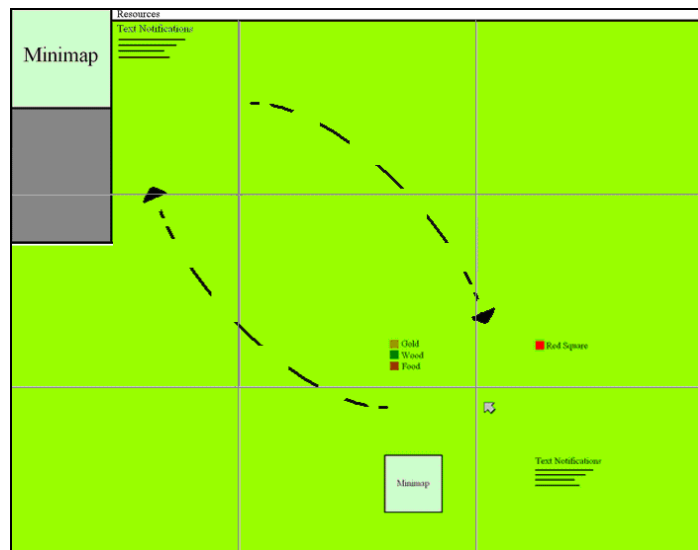 Resources
Minimap
Text Notifications
Gold
Wood
Food
Red Square
Minimap
Text Notifications